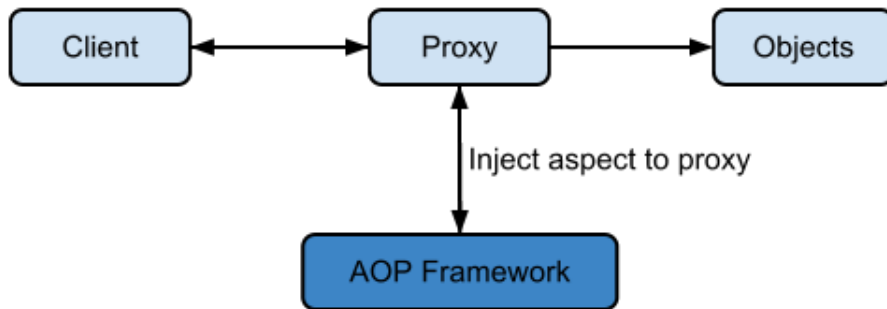 Client
Proxy
Objects
Inject aspect to proxy
AOP Framework